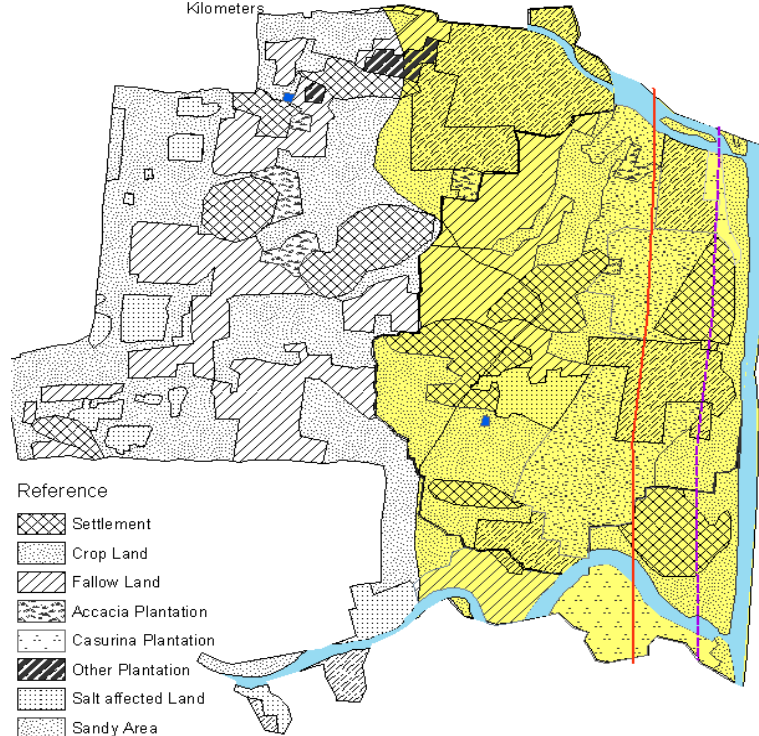 Kilometers
Reference
Settlement
Crop Land
Fallow Land
Accacia Plantation
Casurina Plantation
Other Plantation
Salt affected Land
Sandy Area